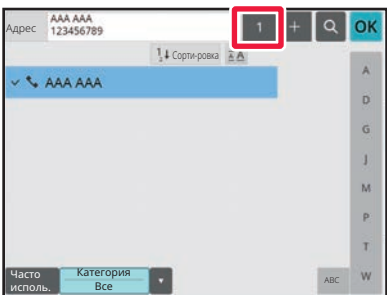 Адрес
AAA AAA
123456789
1
+
OK
Сорти-ровка
AAA AAA
A
D
G
J
M
P
T
W
Часто
исполь.
Категория
Все
ABC